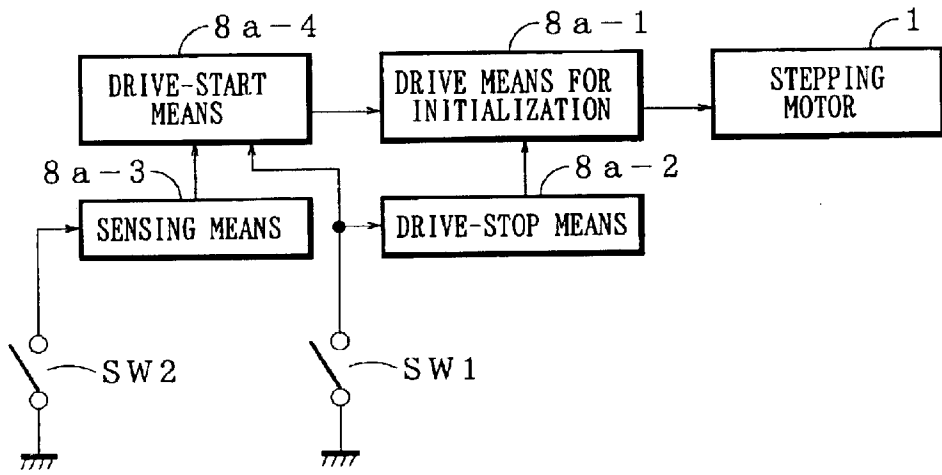 8a-4
8a-1
1
DRIVE-START
MEANS
DRIVE MEANS FOR
INITIALIZATION
STEPPING
MOTOR
8a-3
8a-2
SENSING MEANS
DRIVE-STOP MEANS
SW2
SW1